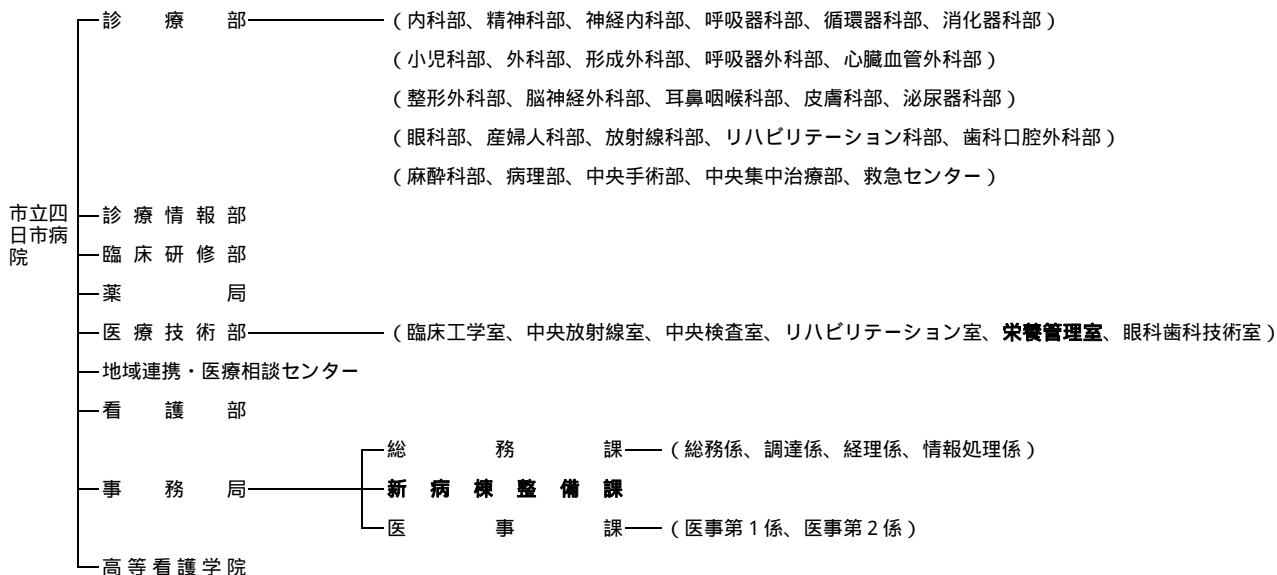 診療部 (内科部、精神科部、神経内科部、呼吸器科部、循環器科部、消化器科部)
(小児科部、外科部、形成外科部、呼吸器外科部、心臓血管外科部)
(整形外科部、脳神経外科部、耳鼻咽喉科部、皮膚科部、泌尿器科部)
(眼科部、産婦人科部、放射線科部、リハビリテーション科部、歯科口腔外科部)
(麻酔科部、病理部、中央手術部、中央集中治療部、救急センター)
市立四
日市病
院
診療情報部
臨床研修部
薬局
医療技術部 (臨床工学室、中央放射線室、中央検査室、リハビリテーション室、栄養管理室、眼科歯科技術室)
地域連携・医療相談センター
看護部
総務課 (総務係、調達係、経理係、情報処理係)
事務局 新病棟整備課
医事課 (医事第1係、医事第2係)
高等看護学院